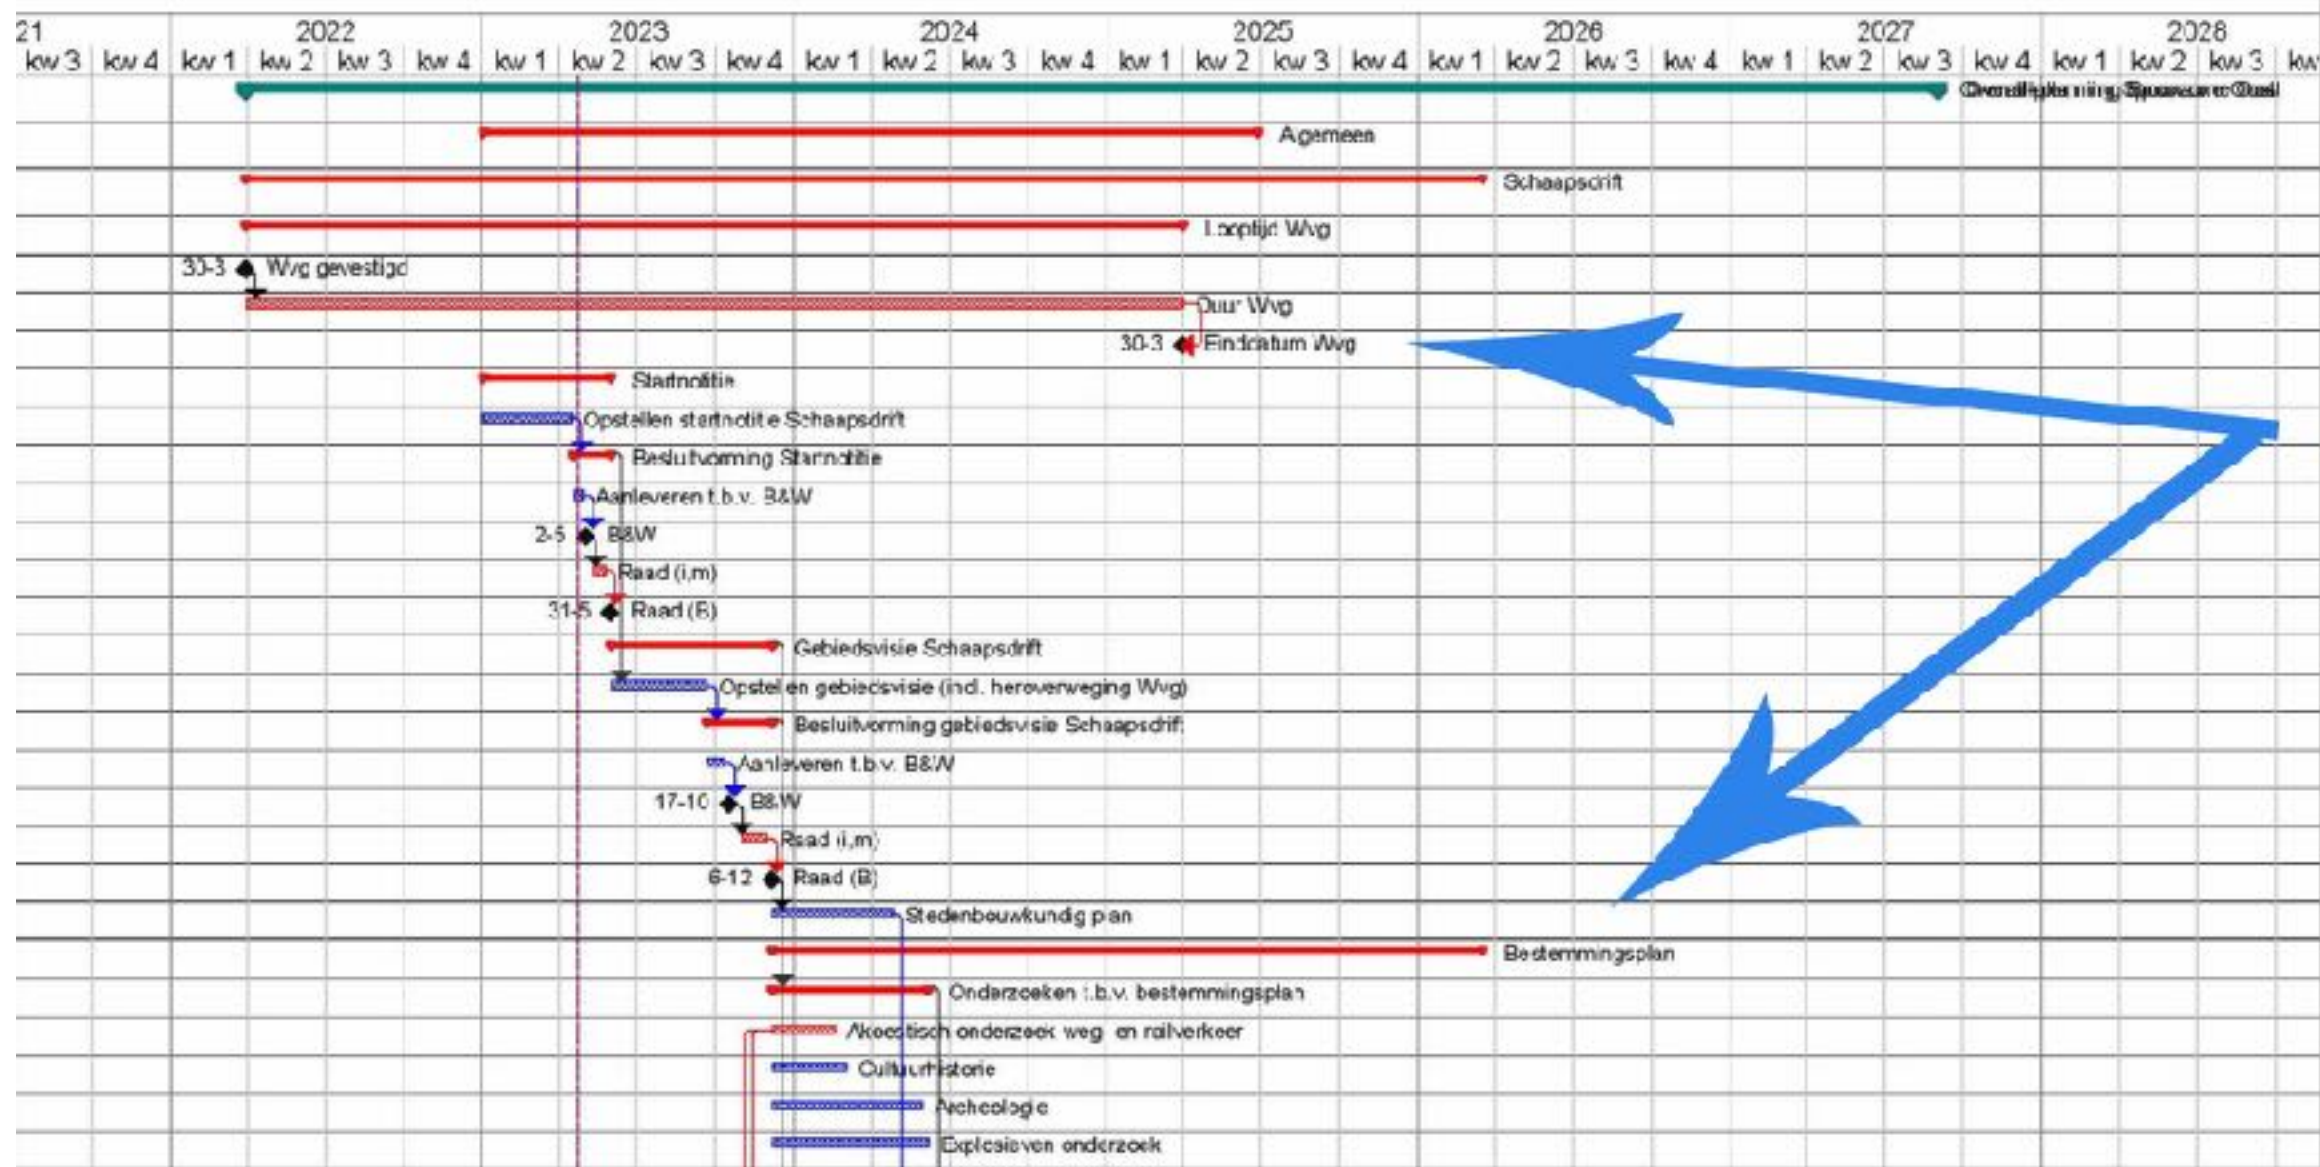 21 2022 2023 2024 2025 2026 2027 2028
kw 3 kw 4 kw 1 kw 2 kw 3 kw 4 kw 1 kw 2 kw 3 kw 4 kw 1 kw 2 kw 3 kw 4 kw 1 kw 2 kw 3 kw 4 kw 1 kw 2 kw 3 kw 4 kw 1 kw 2 kw 3 kw 4 kw 1 kw 2 kw 3 kw
Algemeen
Schaapsdrift
Looptijd Wvg
30-3 Wvg gevestigd
Duur Wvg
30-3 Einddatum Wvg
Startnotitie
Opstellen startnotitie Schaapsdrift
Besluitvorming Startnotitie
Aanleveren t.b.v. B&W
2-5 B&W
Raad (i,m)
31-5 Raad (B)
Gebiedsvisie Schaapsdrift
Opstellen gebiedsvisie (incl. heroverweging Wvg)
Besluitvorming gebiedsvisie Schaapsdrift
Aanleveren t.b.v. B&W
17-10 B&W
Raad (i,m)
6-12 Raad (B)
Stedenbouwkundig plan
Bestemmingsplan
Onderzoeken t.b.v. bestemmingsplan
Akoestisch onderzoek weg- en railverkeer
Cultuurhistorie
Archeologie
Explosieven onderzoek